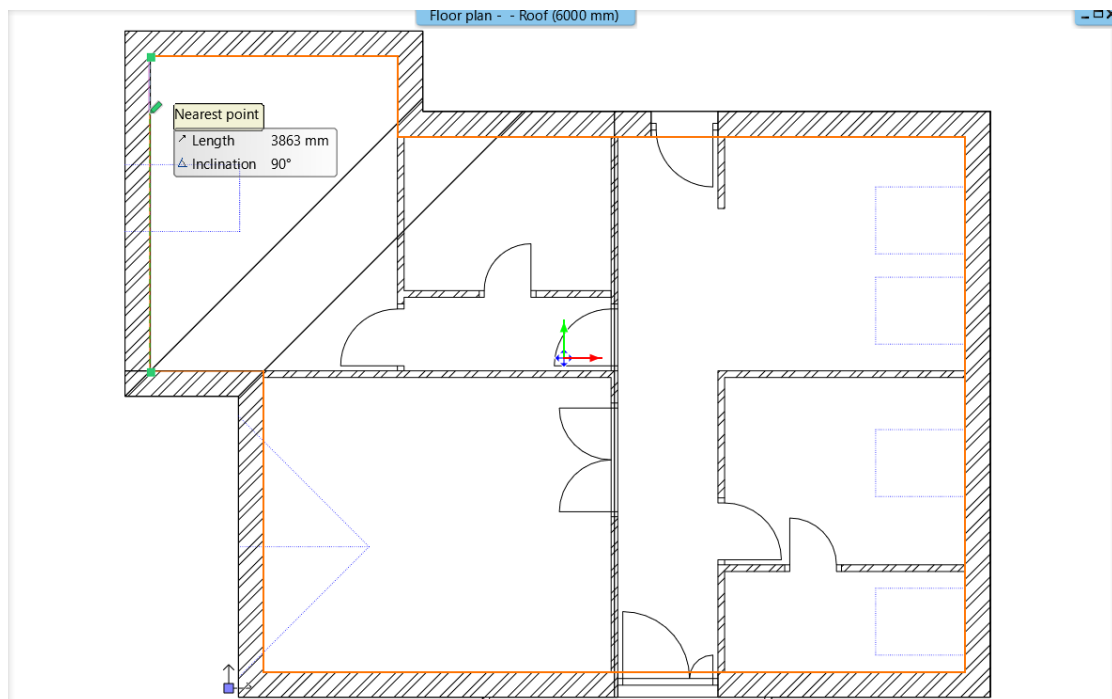 Floor plan - - Roof (6000 mm)
Nearest point
Length 3863 mm
Inclination 90°